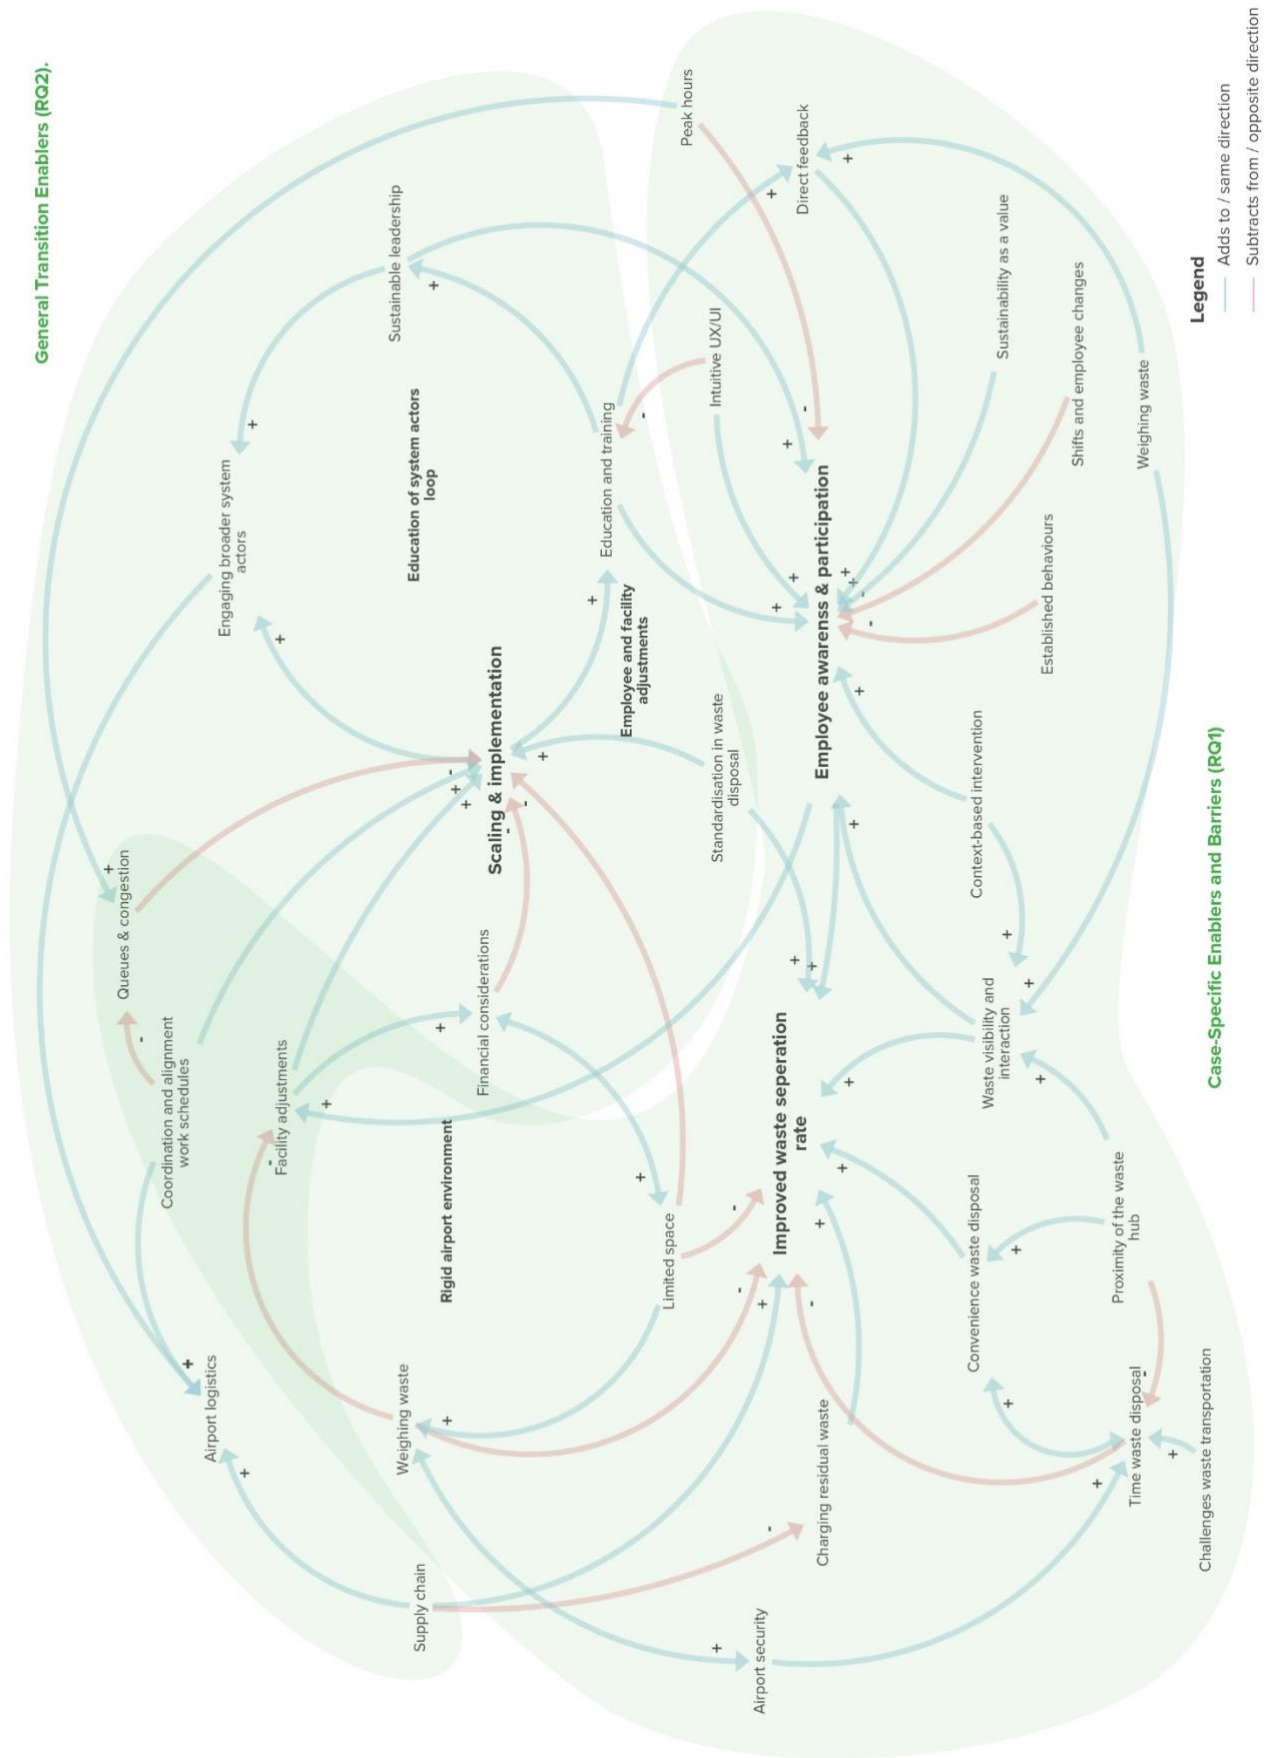 General Transition Enablers (RQ2).
Queues & congestion
Coordination and alignment
work schedules
Airport logistics
Engaging broader system
actors
Facility adjustments
Sustainable leadership
Weighing waste
Supply chain
Education of system actors
loop
Rigid airport environment
Financial considerations
Scaling & implementation
Education and training
Employee and facility
adjustments
Limited space
Peak hours
Intuitive UX/UI
Standardisation in waste
disposal
Airport security
Improved waste seperation
rate
Direct feedback
Charging residual waste
Employee awarenss & participation
Convenience waste disposal
Context-based intervention
Waste visibility and
interaction
Sustainability as a value
Established behaviours
Shifts and employee changes
Proximity of the waste
hub
Time waste disposal
Weighing waste
Challenges waste transportation
Case-Specific Enablers and Barriers (RQ1)
Legend
Adds to / same direction
Subtracts from / opposite direction